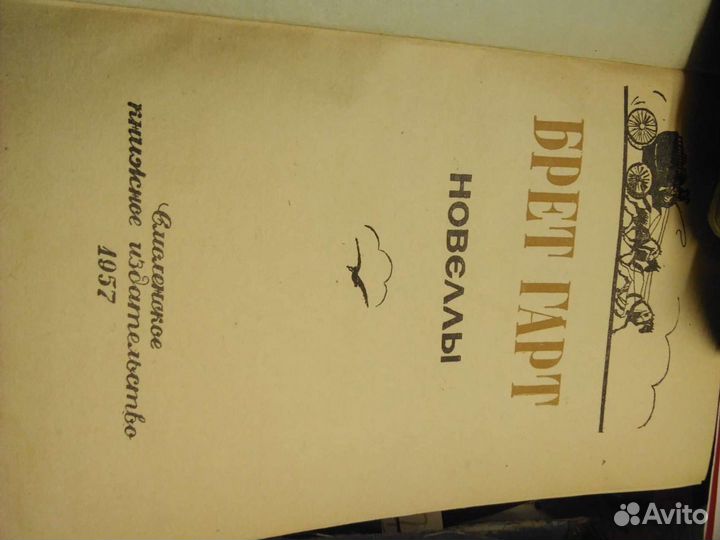 БРЕТ ГАРТ
НОВЕЛЛЫ
Смоленское
книжное издательство
1957
Avito